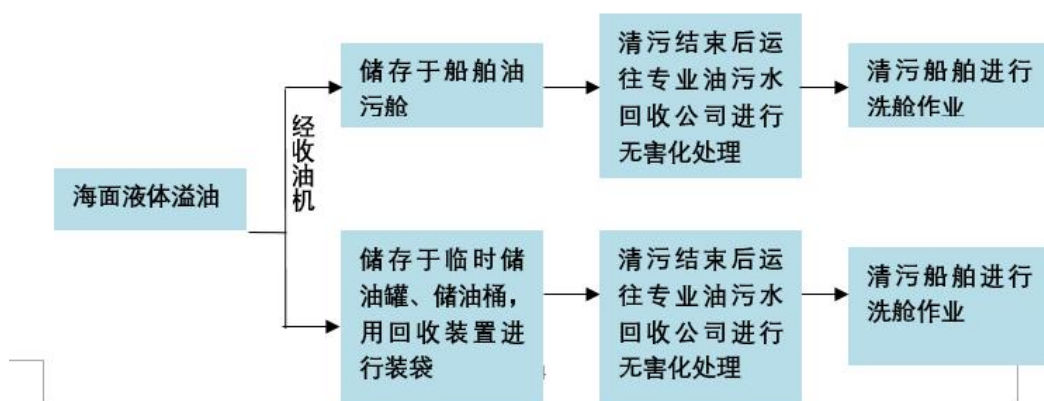 海面液体溢油
经收油机
储存于船舶油
污舱
清污结束后运
往专业油污水
回收公司进行
无害化处理
清污船舶进行
洗舱作业
储存于临时储
油罐、储油桶，
用回收装置进
行装袋
清污结束后运
往专业油污水
回收公司进行
无害化处理
清污船舶进行
洗舱作业